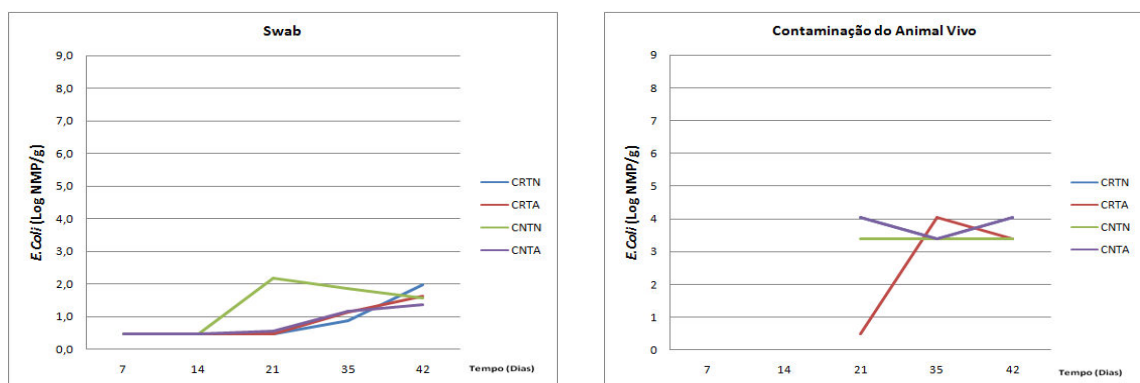 Swab
9,0
8,0
7,0
6,0
5,0
4,0
3,0
2,0
1,0
0,0
E.Coli (Log NMP/g)
7 14 21 35 42 Tempo (Dias)
CRTN
CRTA
CNTN
CNTA
Contaminação do Animal Vivo
9
8
7
6
5
4
3
2
1
0
E.Coli (Log NMP/g)
7 14 21 35 42 Tempo (Dias)
CRTN
CRTA
CNTN
CNTA